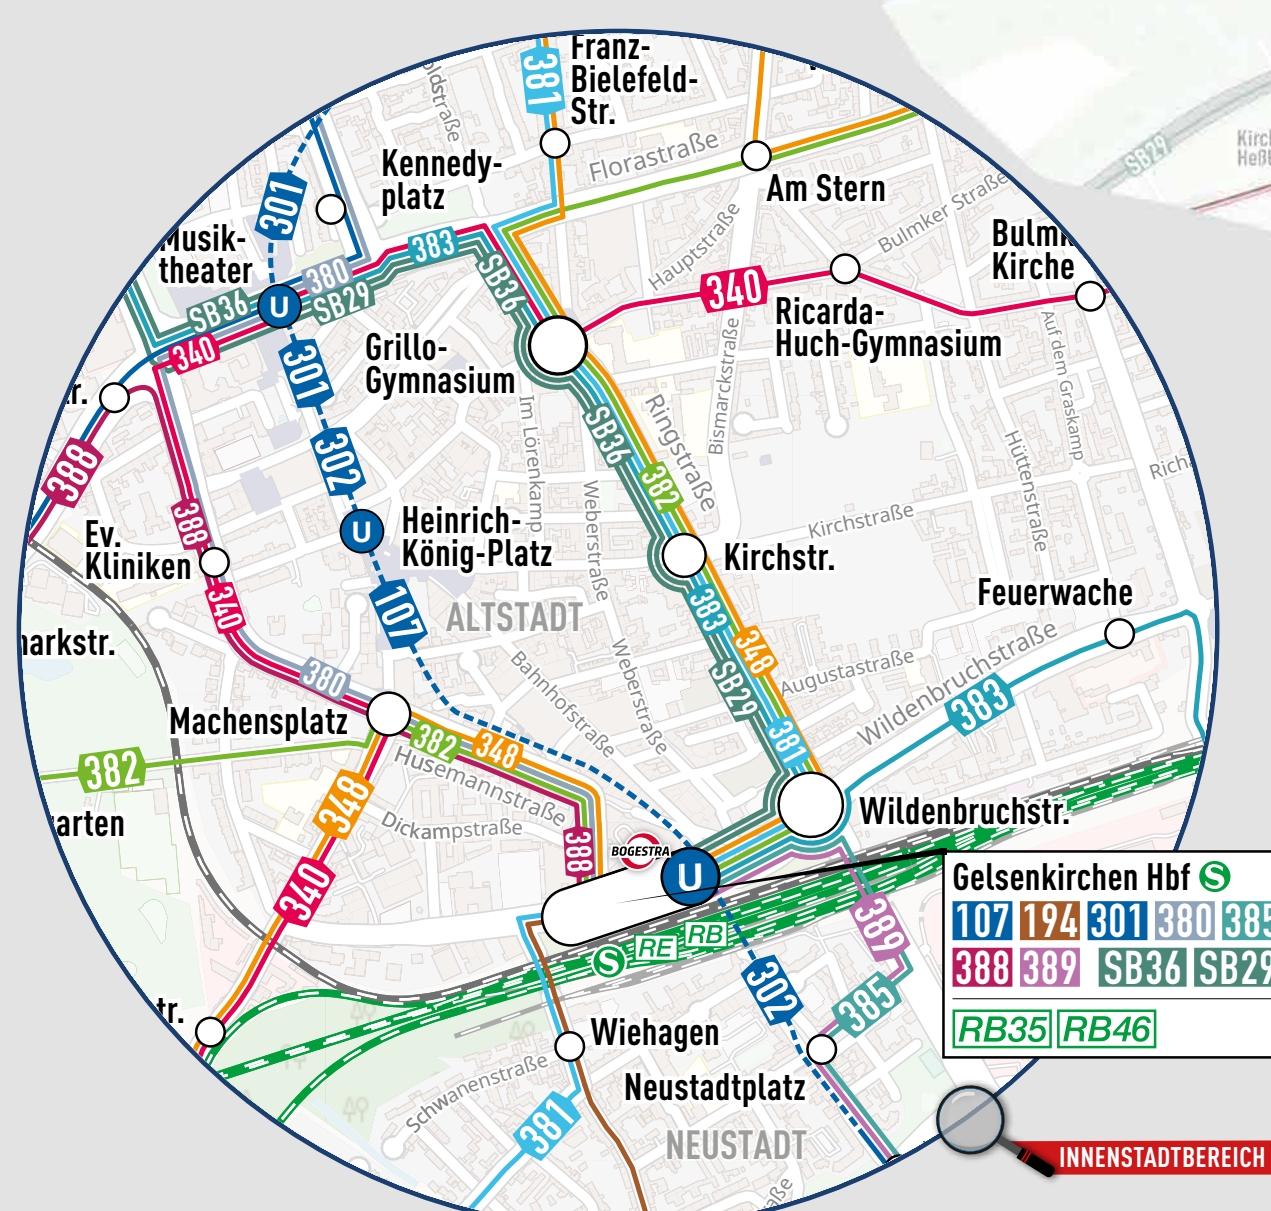 381
Franz-
Bielefeld-
Str.
Kennedy-
platz
Florastraße
Am Stern
301
Musik-
theater
380
383
SB36
SB29
SB36
U
340
Hauptstraße
Bulmker Straße
Kirche
340
Ricarda-
Huch-Gymnasium
Grillo-
Gymnasium
301
302
388
Im Lörenkamp
Weberstraße
SB36
382
Ringstraße
Bismarckstraße
Auf dem Graskamp
Hüttenstraße
Kirchstraße
388
Ev.
Kliniken
U
Heinrich-
König-Platz
Kirchstr.
107
340
ALTSTADT
383
348
SB29
381
Feuerwache
Augustastraße
Wildenbruchstraße
383
380
Bahnhofstraße
Weberstraße
Machensplatz
382
348
382
Husemannstraße
348
Dickampstraße
388
340
BOGESTRA
U
Wildenbruchstr.
Gelsenkirchen Hbf S
107 194 301 380 385
388 389 SB36 SB29
RB35 RB46
389
S RE RB
302
385
Wiehagen
Neustadtplatz
Schwanenstraße
381
NEUSTADT
INNENSTADTBEREICH
SB29